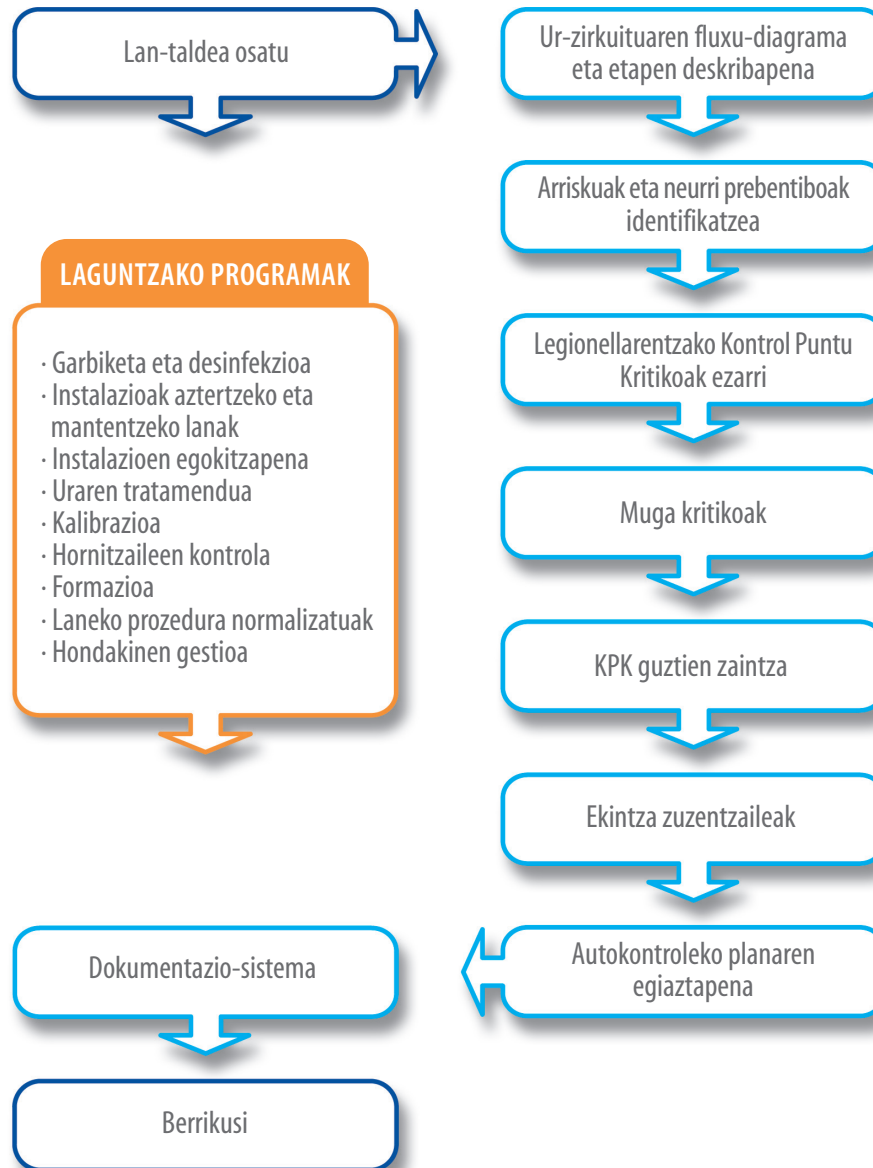 Lan-taldea osatu
Ur-zirkuituaren fluxu-diagrama
eta etapen deskribapena
Arriskuak eta neurri prebentiboak
identifikatzea
LAGUNTZAKO PROGRAMAK
· Garbiketa eta desinfekzioa
· Instalazioak aztertzeko eta
mantentzeko lanak
· Instalazioen egokitzapena
· Uraren tratamendua
· Kalibrazioa
· Hornitzaileen kontrola
· Formazioa
· Laneko prozedura normalizatuak
· Hondakinen gestioa
Legionellarentzako Kontrol Puntu
Kritikoak ezarri
Muga kritikoak
KPK guztien zaintza
Ekintza zuzentzaileak
Autokontroleko planaren
egiaztapena
Dokumentazio-sistema
Berrikusi